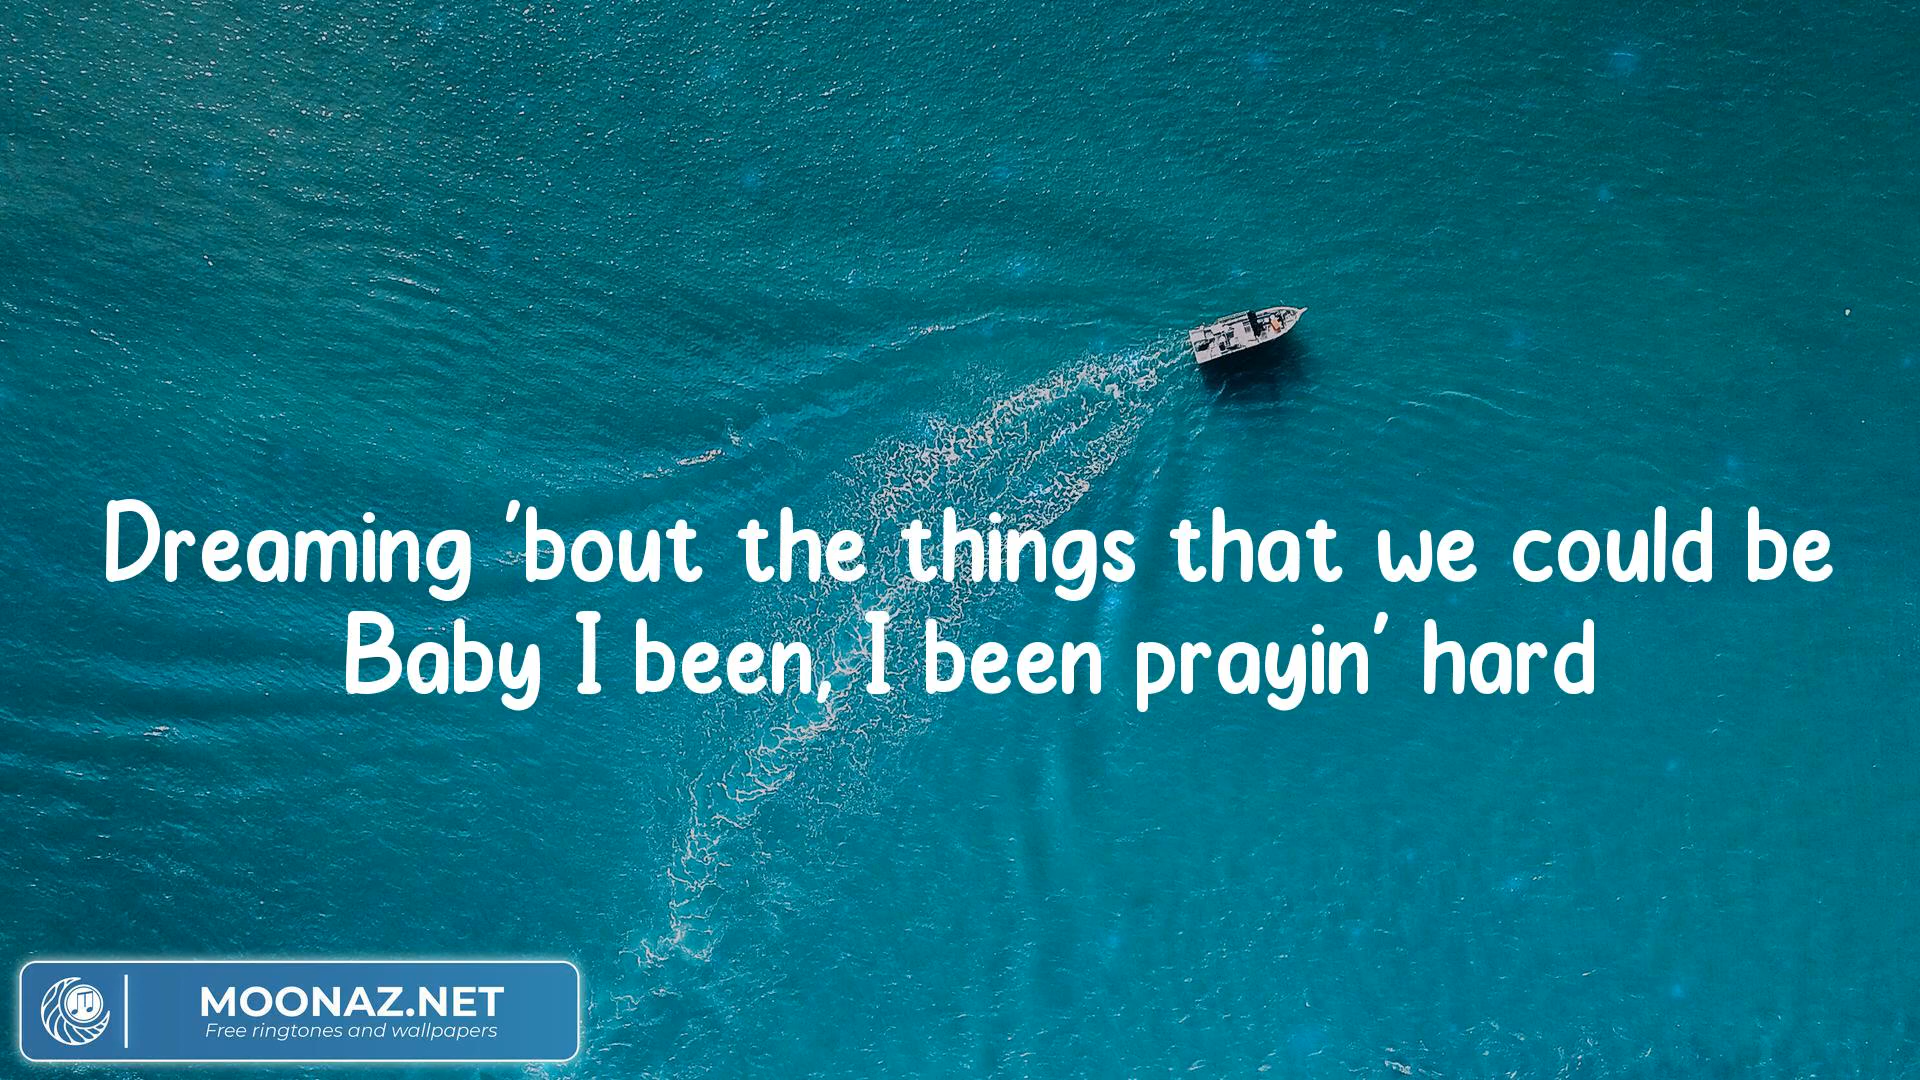 Dreaming 'bout the things that we could be
Baby I been, I been prayin' hard
MOONAZ.NET
Free ringtones and wallpapers